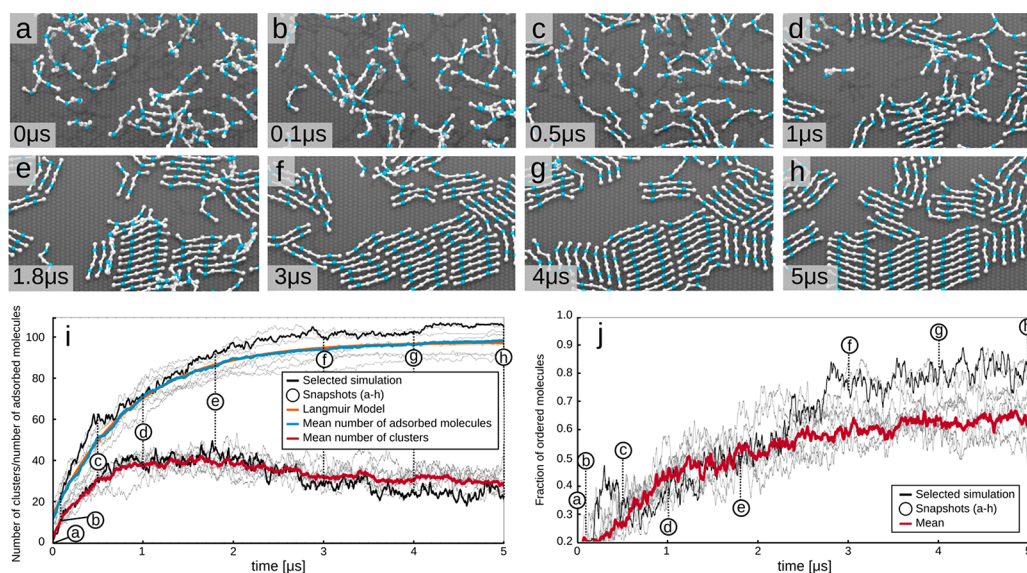 a
b
c
d
0μs
0.1μs
0.5μs
1μs
e
f
g
h
1.8μs
3μs
4μs
5μs
i
Number of clusters/number of adsorbed molecules
100
80
60
40
20
0
0
1
2
3
4
5
time [μs]
a
b
c
d
e
f
g
h
Selected simulation
Snapshots (a-h)
Langmuir Model
Mean number of adsorbed molecules
Mean number of clusters
j
Fraction of ordered molecules
1.0
0.9
0.8
0.7
0.6
0.5
0.4
0.3
0.2
0
1
2
3
4
5
time [μs]
a
b
c
d
e
f
g
h
Selected simulation
Snapshots (a-h)
Mean